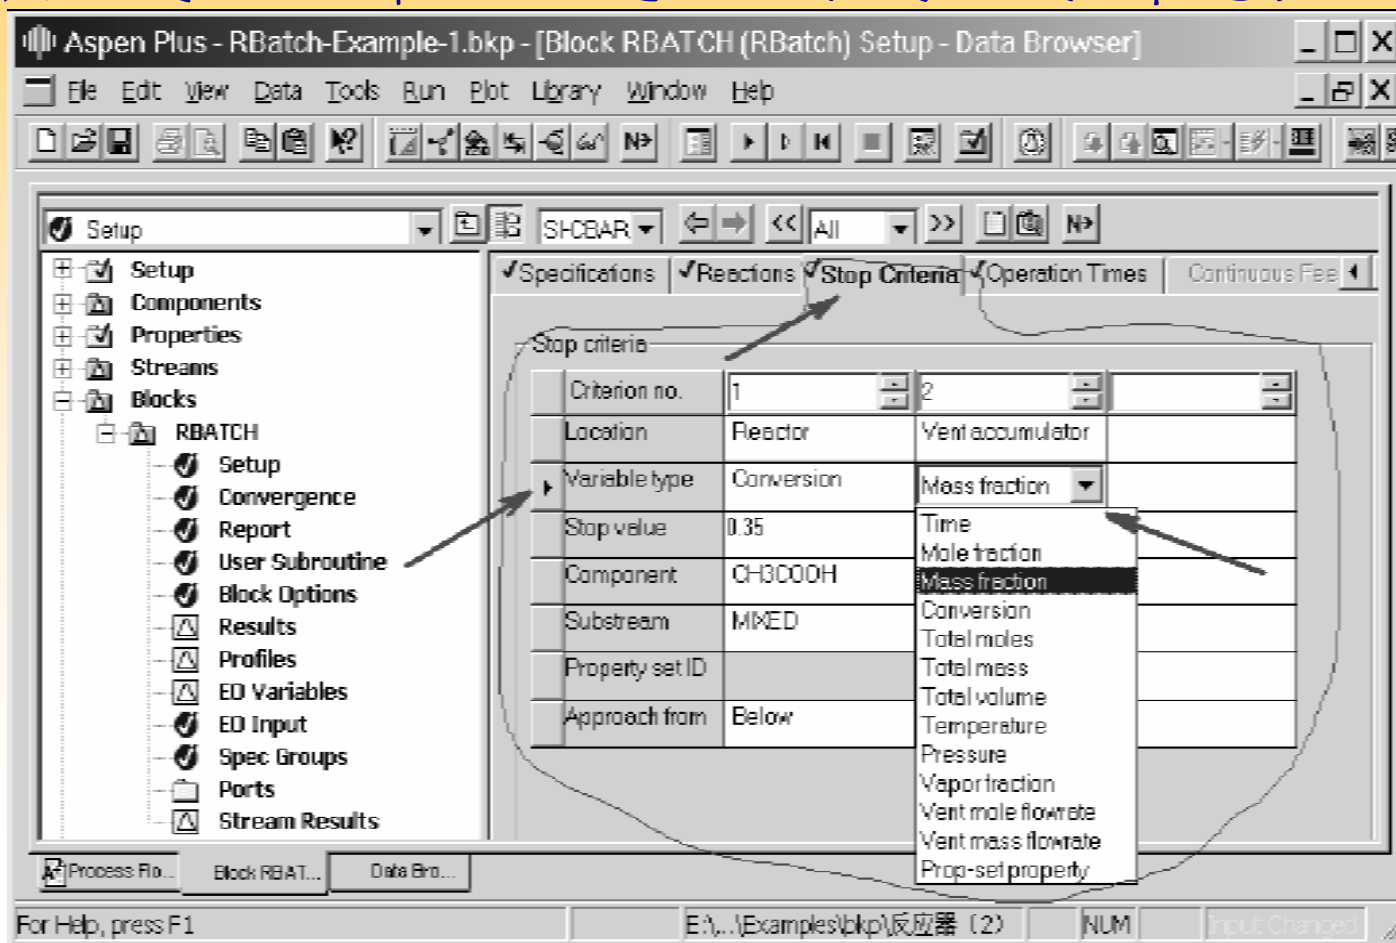 Aspen Plus - RBatch-Example-1.bkp - [Block RBATCH (RBatch) Setup - Data Browser]
File Edit View Data Tools Run Plot Library Window Help
N>
Setup
All
N>
Setup
Components
Properties
Streams
Blocks
RBATCH
Setup
Convergence
Report
User Subroutine
Block Options
Results
Profiles
EO Variables
EO Input
Spec Groups
Ports
Stream Results
Specifications Reactions Stop Criteria Operation Times Continuous Fee
Stop criteria
Criterion no. 1 2
Location Reactor Vent accumulator
Variable type Conversion Mass fraction
Stop value 0.35
Component CH3COOH
Substream MIXED
Property set ID
Approach from Below
Time
Mole fraction
Mass fraction
Conversion
Total moles
Total mass
Total volume
Temperature
Pressure
Vapor fraction
Vent mole flowrate
Vent mass flowrate
Prop-set property
Process Flo... Block RBAT... Data Bro...
For Help, press F1 E:\...\Examples\bkp\反应器（2） NUM Input Changed